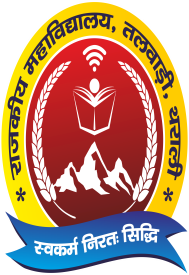 * राजकीय महाविद्यालय, तलवाड़ी, थराली *
स्वकर्म निरतः सिद्धि